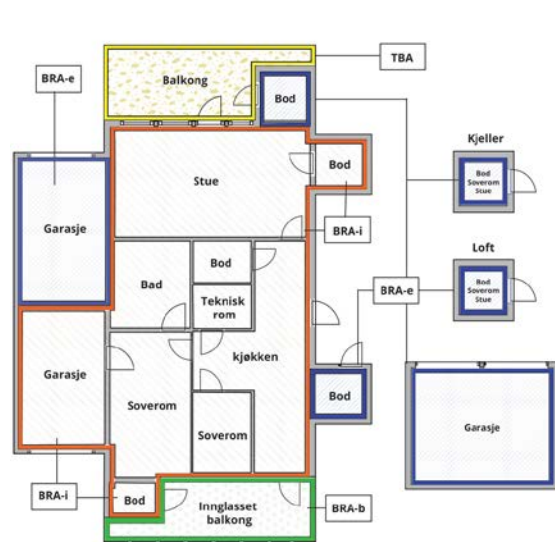 TBA
Balkong
BRA-e
Bod
Kjeller
Bod
Soverom
Stue
Bod
Stue
Garasje
BRA-i
Loft
Bod
Bad
Bod
Soverom
Stue
BRA-e
Teknisk
rom
kjøkken
Garasje
Bod
Soverom
Garasje
Soverom
BRA-i
Bod
Innglasset
balkong
BRA-b